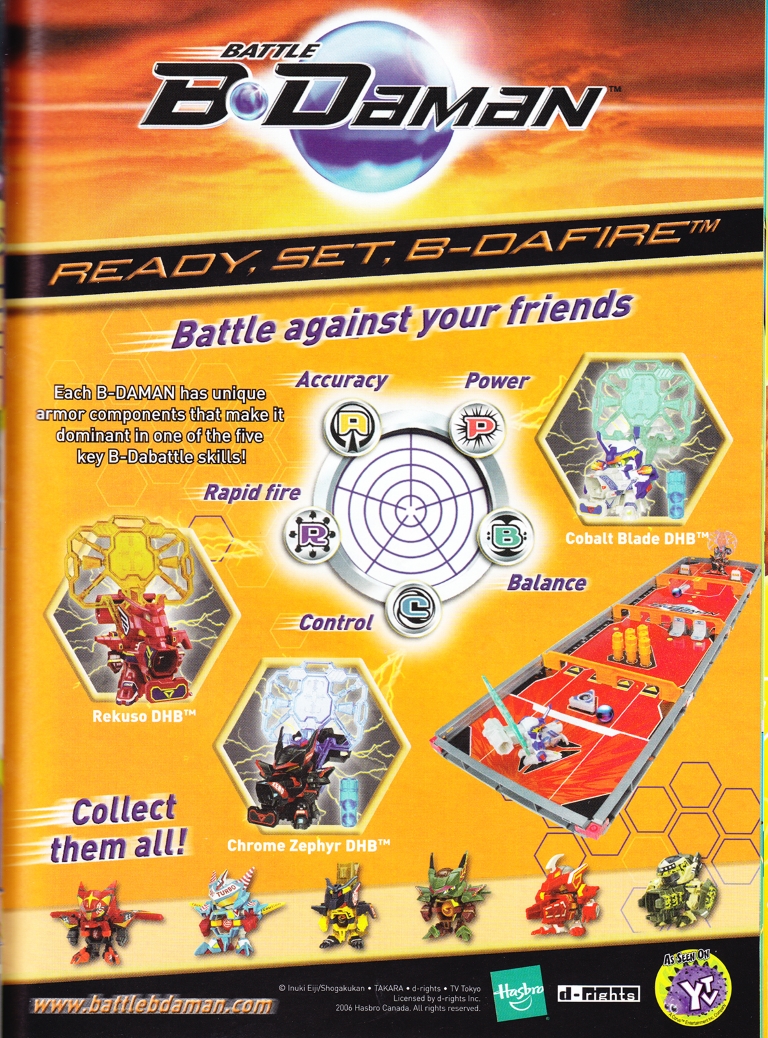 BATTLE
B-DAMAN™
READY, SET, B-DAFIRE™
Battle against your friends
Each B-DAMAN has unique
armor components that make it
dominant in one of the five
key B-Dabattle skills!
Accuracy
Power
A
P
Rapid fire
R
B
Balance
Control
C
Cobalt Blade DHB™
Rekuso DHB™
Chrome Zephyr DHB™
Collect
them all!
TURBO
www.battlebdaman.com
© Inuki Eiji/Shogakukan • TAKARA • d-rights • TV Tokyo
Licensed by d-rights Inc.
2006 Hasbro Canada. All rights reserved.
Hasbro
d-rights
AS SEEN ON
YTV